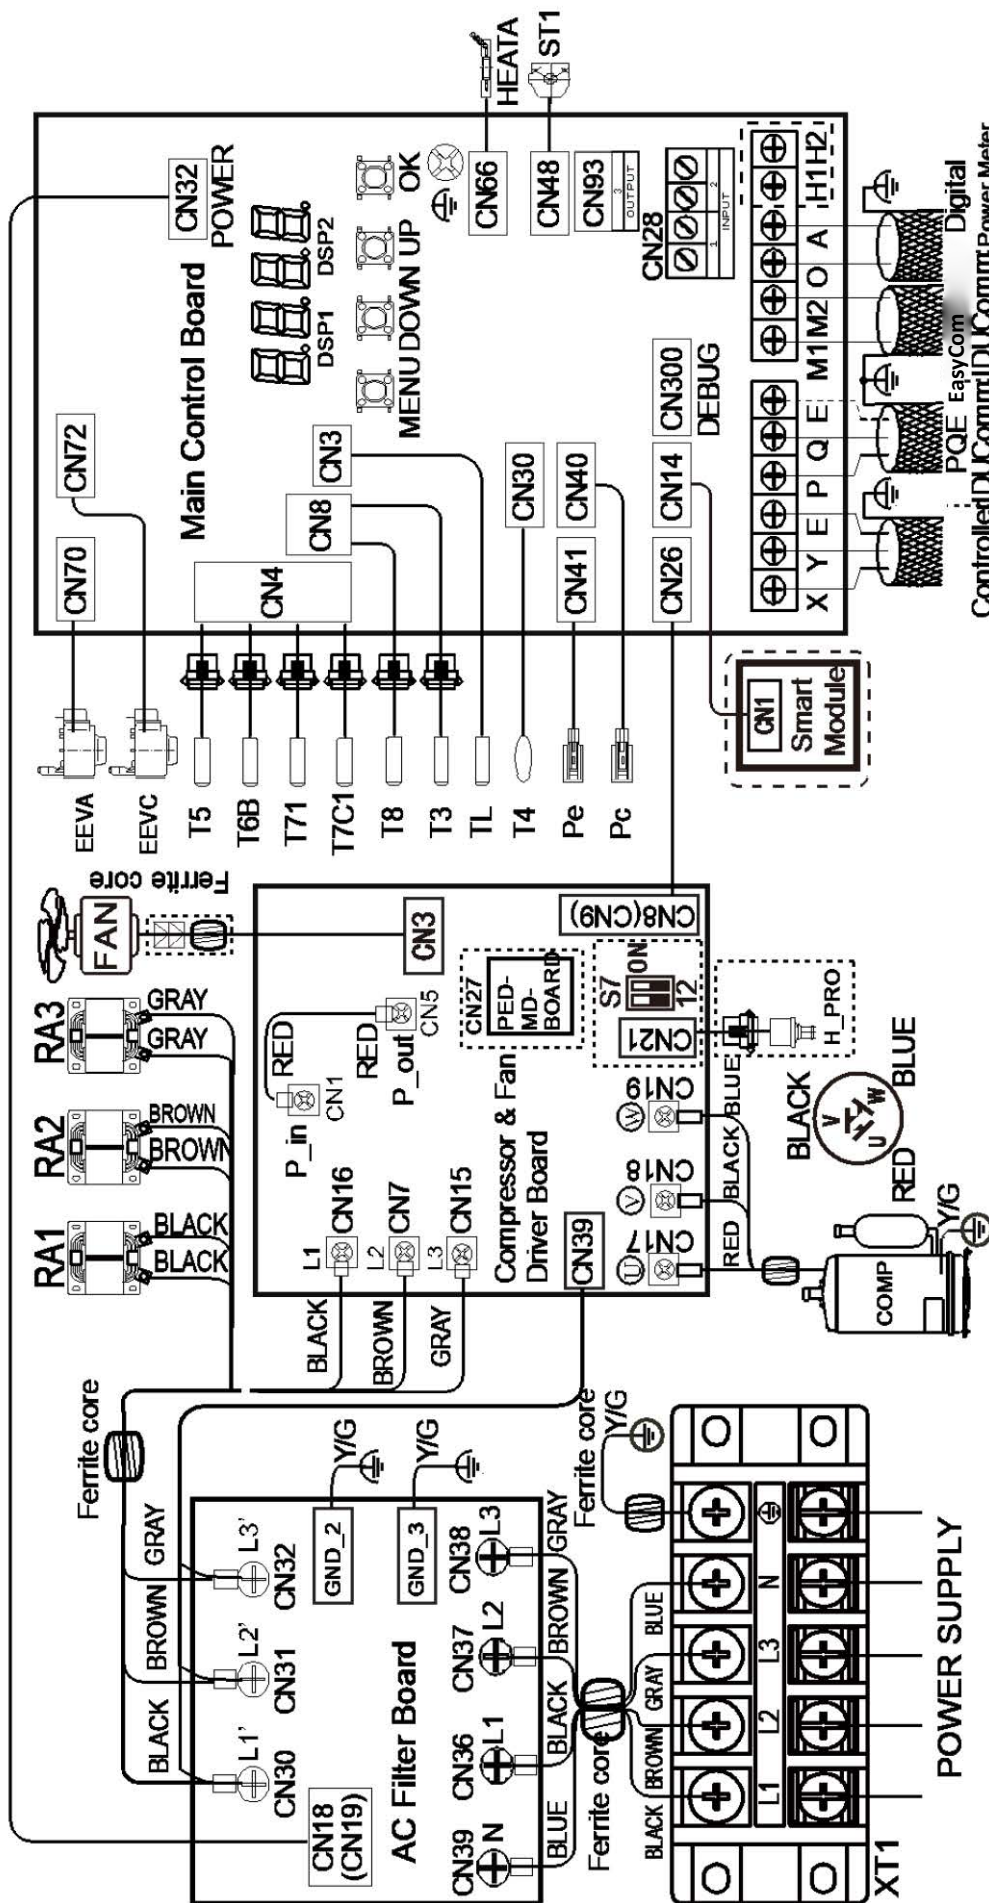 HEATA
ST1
CN32
POWER
CN66
CN48
CN93
3
OUTPUT
CN28
1 INPUT 2
OK
UP
DOWN
MENU
DSP2
DSP1
Main Control Board
CN72
CN70
CN4
CN8
CN3
CN30
CN41
CN40
CN26
CN14
CN300
DEBUG
X Y E P Q E M1 M2 O A H1 H2
PQE
EasyCom
Digital
Power Meter
CN1
Smart
Module
EEVA
EEVC
T5
T6B
T71
T7C1
T8
T3
TL
T4
Pe
Pc
Ferrite core
FAN
RA3
GRAY
GRAY
RA2
BROWN
BROWN
RA1
BLACK
BLACK
CN3
CN27
PED-
MD-
BOARD
CN8(CN9)
S7
ON
12
CN21
H_PRO
RED
P_in
CN1
RED
P_out
CN5
Compressor & Fan
Driver Board
L1
CN16
L2
CN7
L3
CN15
BLACK
BROWN
GRAY
CN39
U
CN17
V
CN18
W
CN19
RED
BLACK
BLUE
BLACK
RED
BLUE
V
U
W
COMP
Y/G
Ferrite core
GRAY
BROWN
BLACK
L3'
CN32
L2'
CN31
L1'
CN30
GND_2
Y/G
GND_3
Y/G
AC Filter Board
CN18
(CN19)
CN38
L3
CN37
L2
CN36
L1
CN39
N
GRAY
BROWN
BLACK
BLUE
Ferrite core
Ferrite core
Y/G
BLUE
GRAY
BROWN
BLACK
L1 L2 L3 N
XT1
POWER SUPPLY